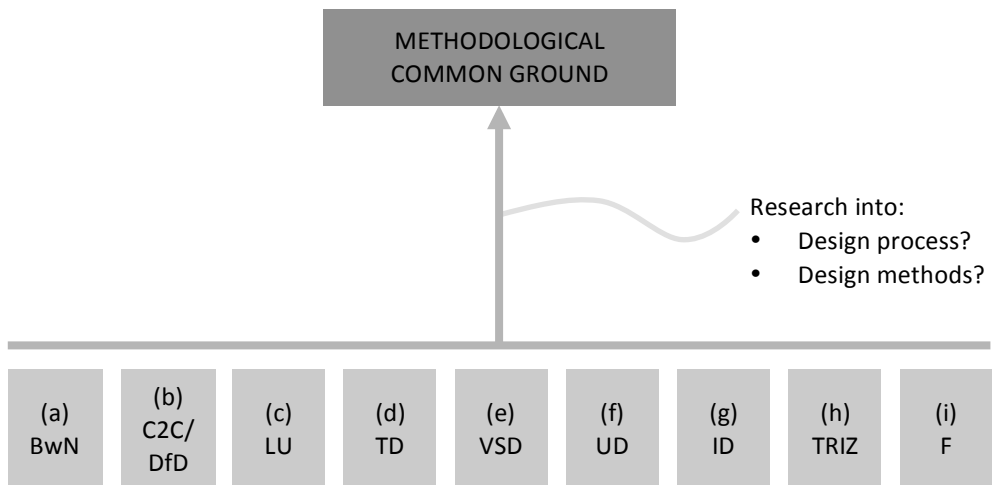 METHODOLOGICAL
COMMON GROUND
Research into:
• Design process?
• Design methods?
(a)
BwN
(b)
C2C/
DfD
(c)
LU
(d)
TD
(e)
VSD
(f)
UD
(g)
ID
(h)
TRIZ
(i)
F